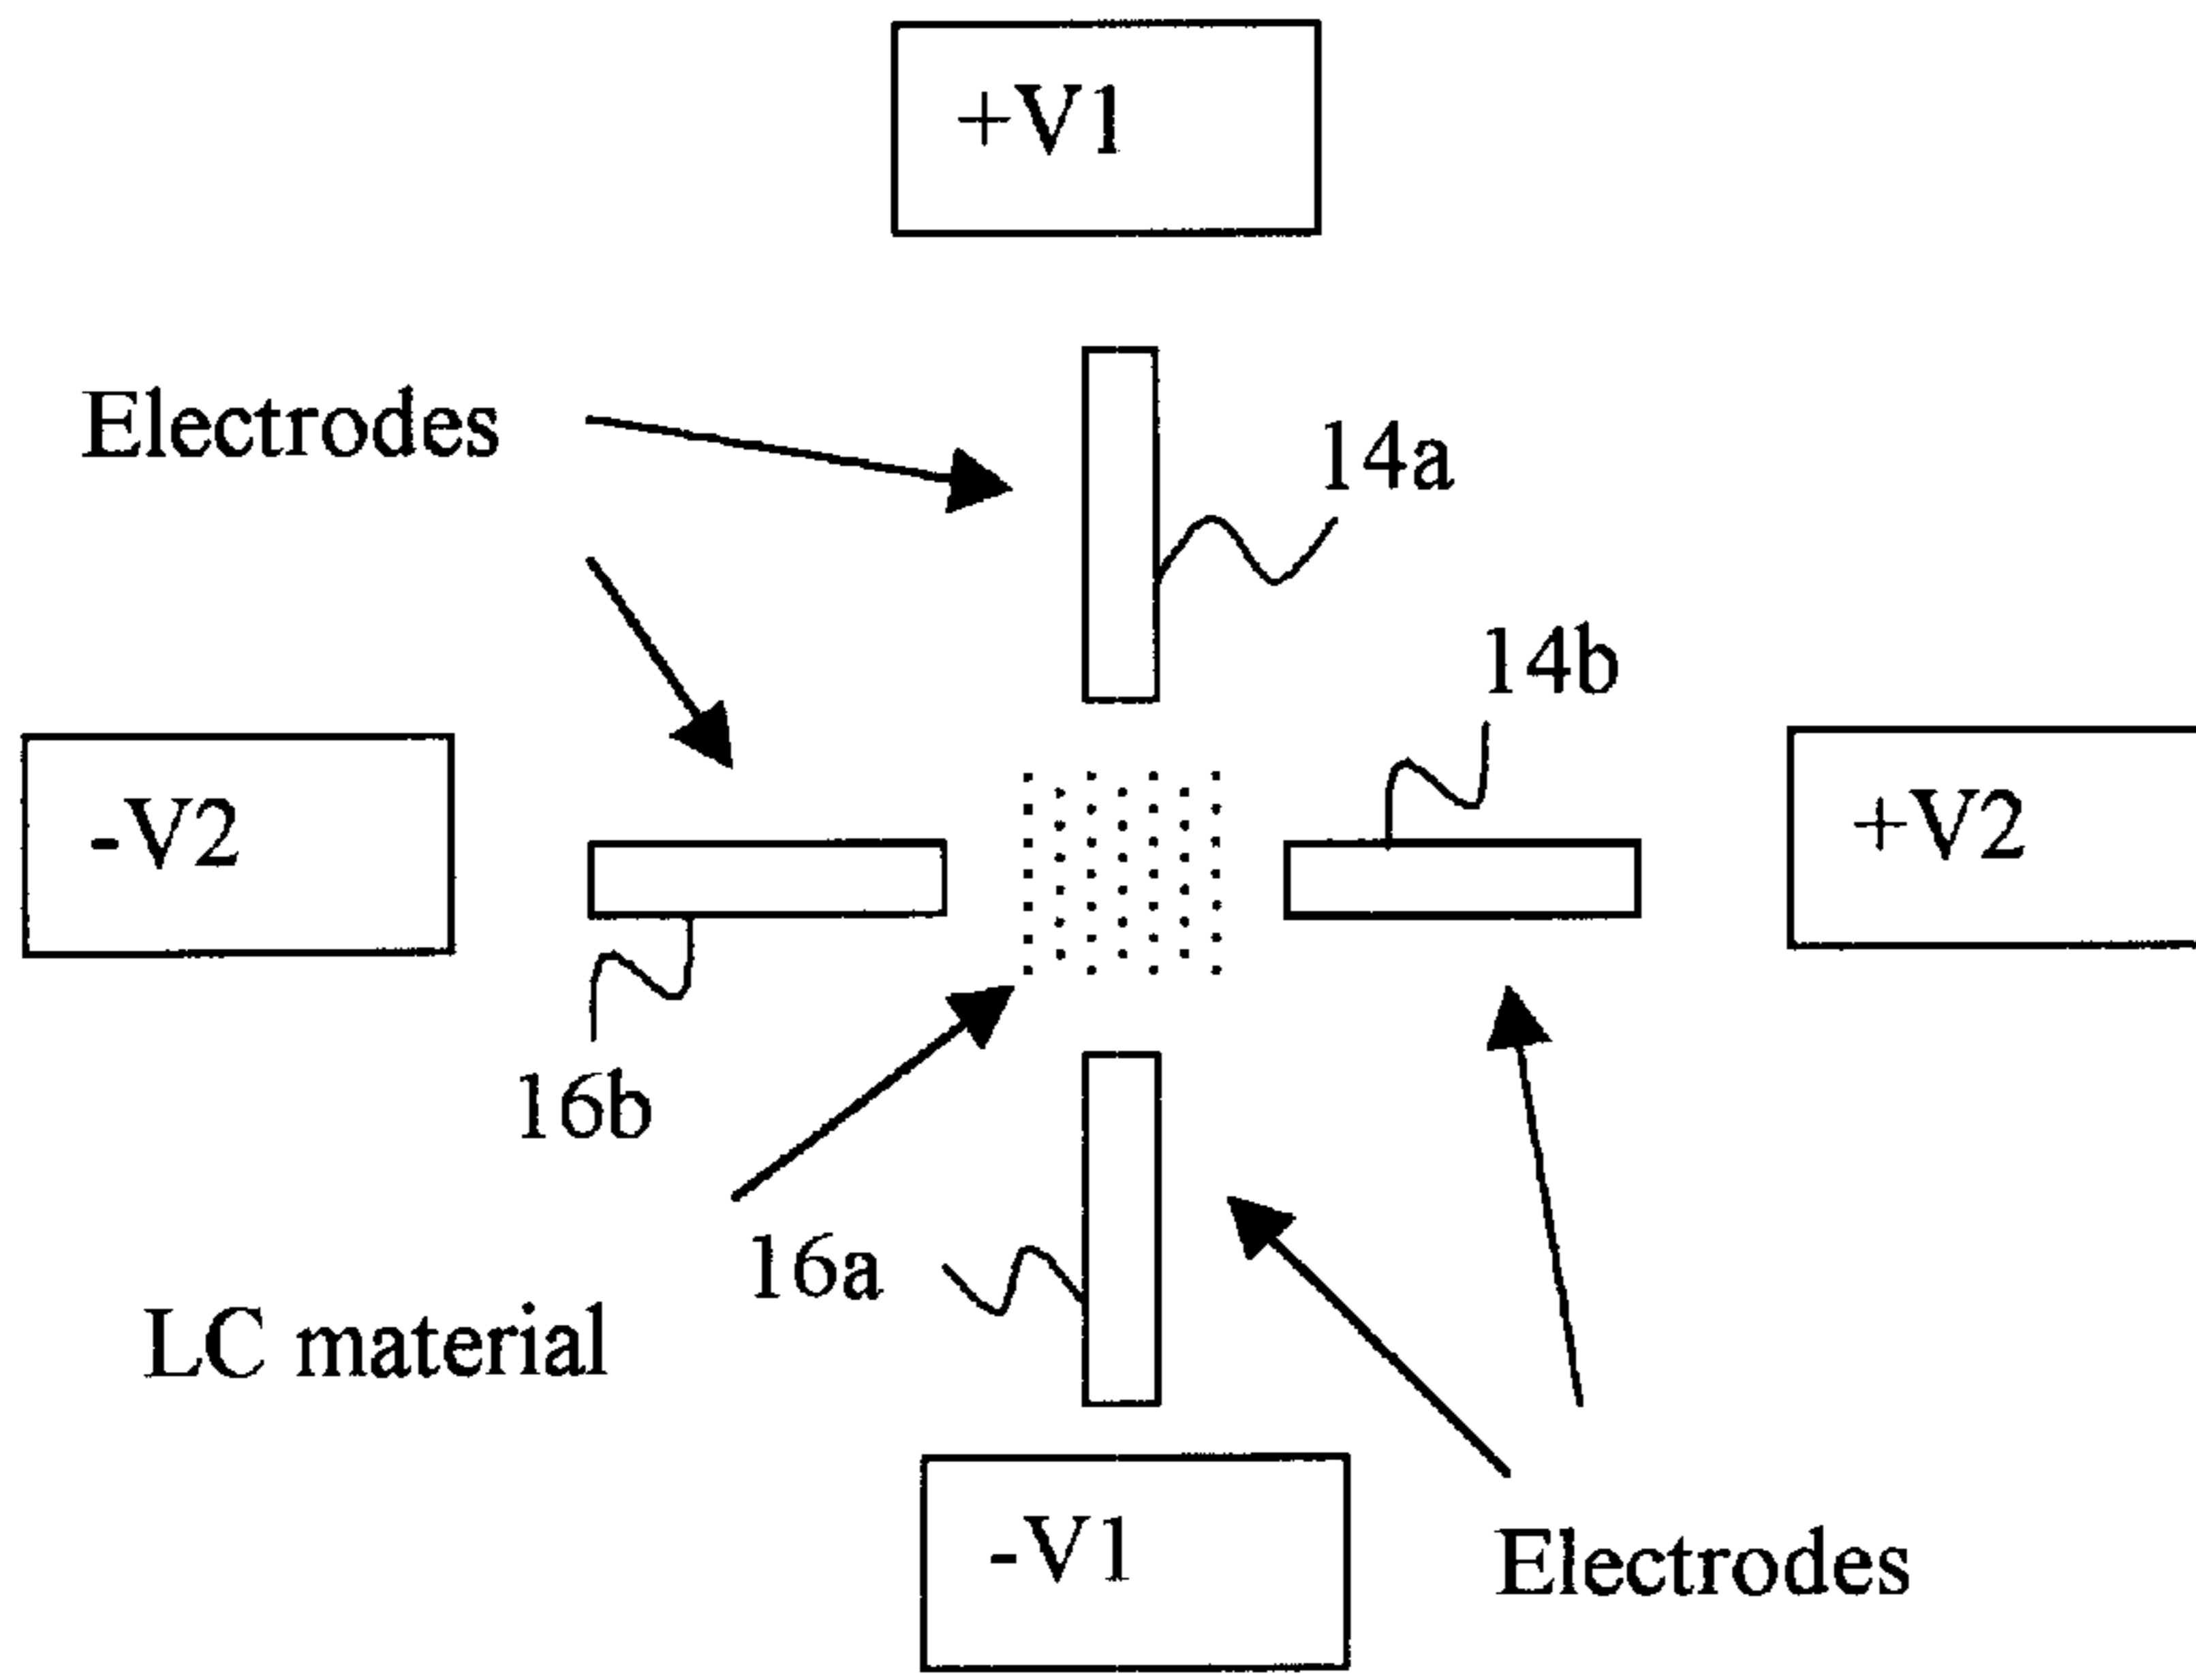 +V1
Electrodes
14a
14b
-V2
+V2
16b
16a
LC material
-V1
Electrodes